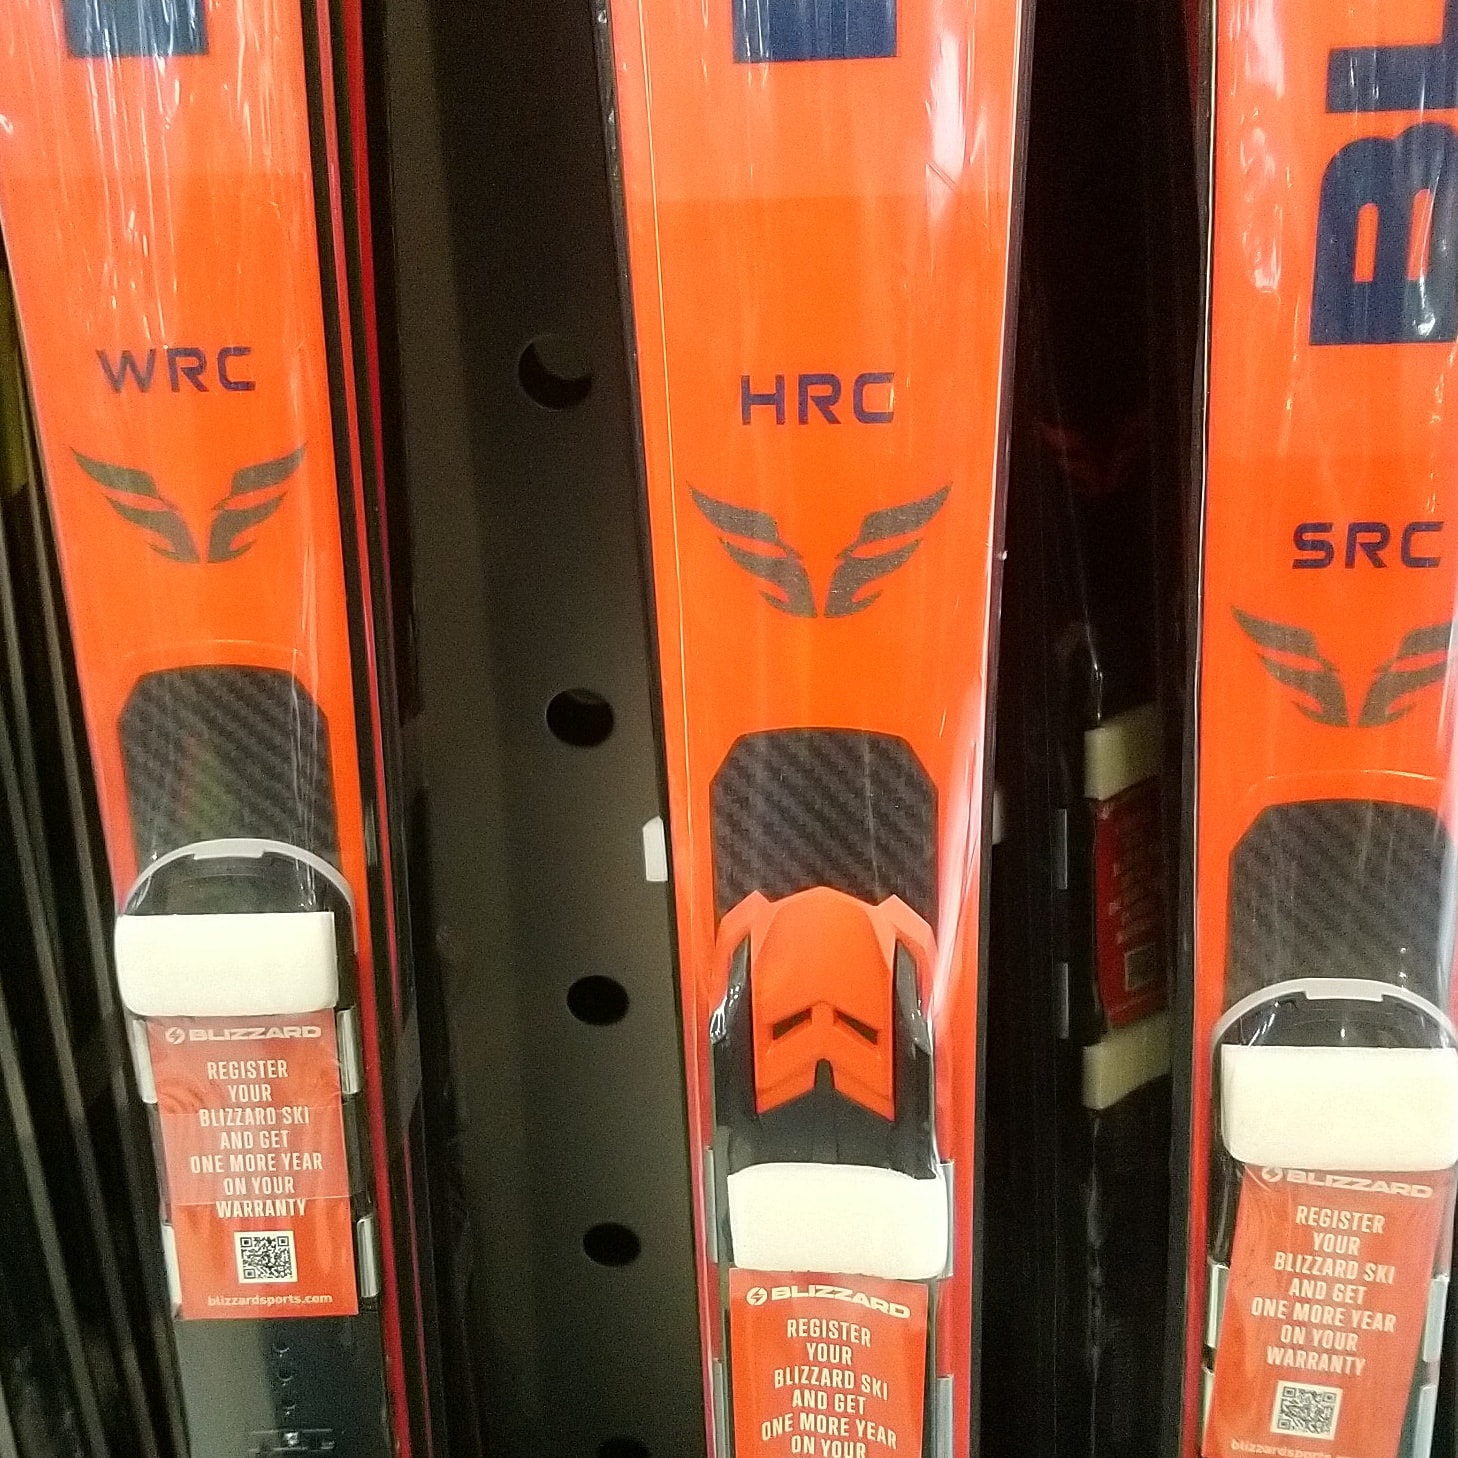 WRC
BLIZZARD
REGISTER
YOUR
BLIZZARD SKI
AND GET
ONE MORE YEAR
ON YOUR
WARRANTY
blizzardsports.com
HRC
BLIZZARD
REGISTER
YOUR
BLIZZARD SKI
AND GET
ONE MORE YEAR
ON YOUR
BL
SRC
BLIZZARD
REGISTER
YOUR
BLIZZARD SKI
AND GET
ONE MORE YEAR
ON YOUR
WARRANTY